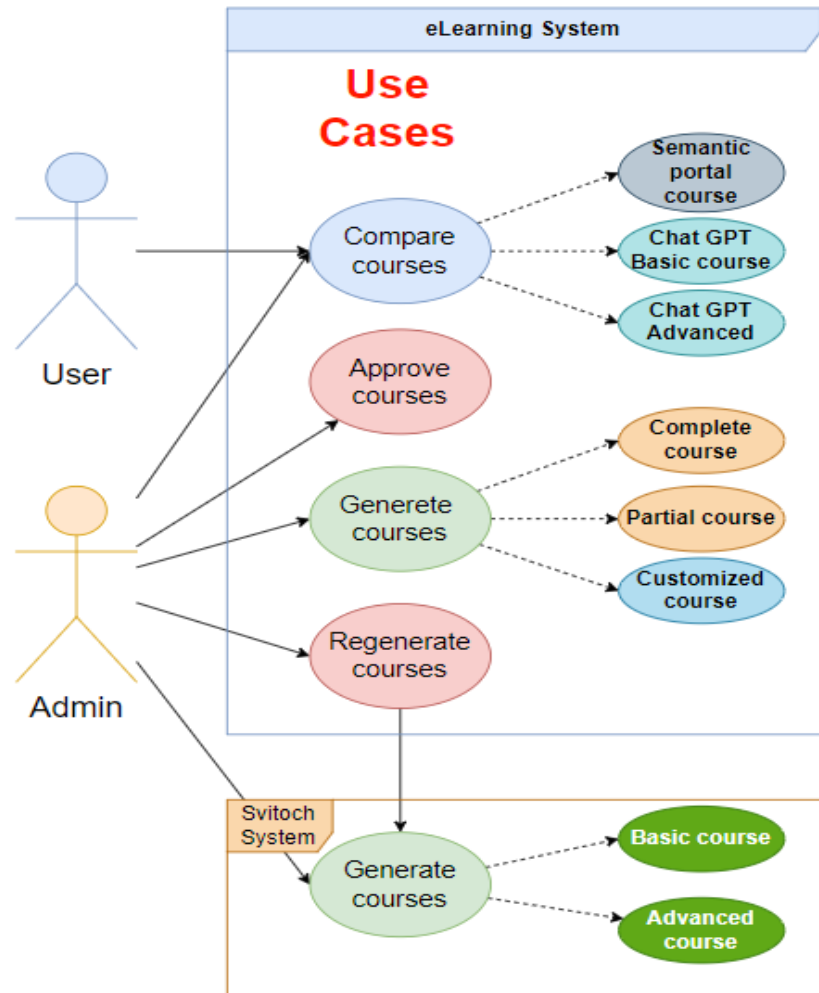 eLearning System
Use
Cases
Semantic
portal
course
Compare
courses
Chat GPT
Basic course
Chat GPT
Advanced
User
Approve
courses
Complete
course
Generete
courses
Partial course
Customized
course
Regenerate
courses
Admin
Svitoch
System
Generate
courses
Basic course
Advanced
course